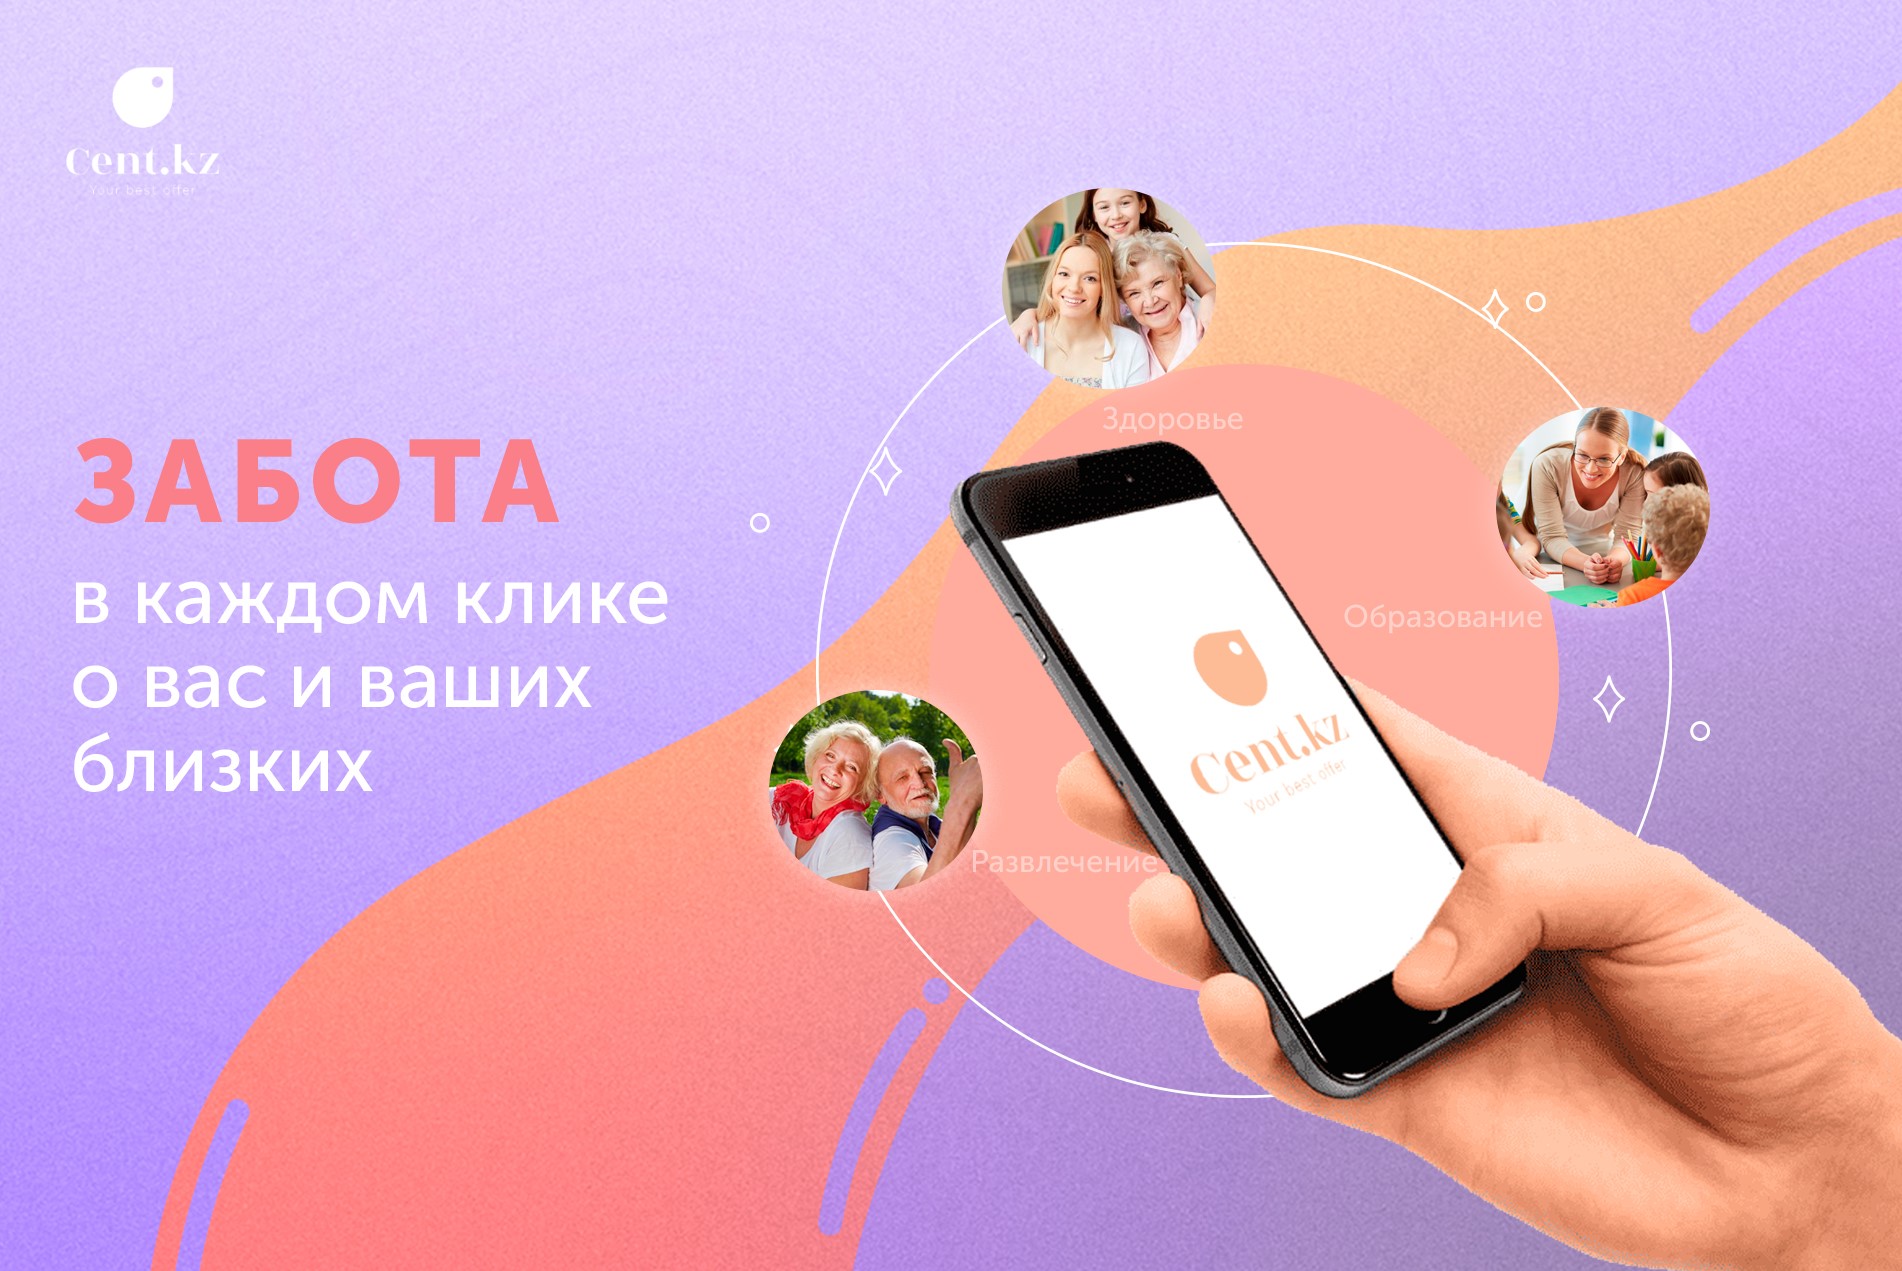 Cent.kz
Your best offer
ЗАБОТА
в каждом клике
о вас и ваших
близких
Здоровье
Образование
Развлечение
Cent.kz
Your best offer